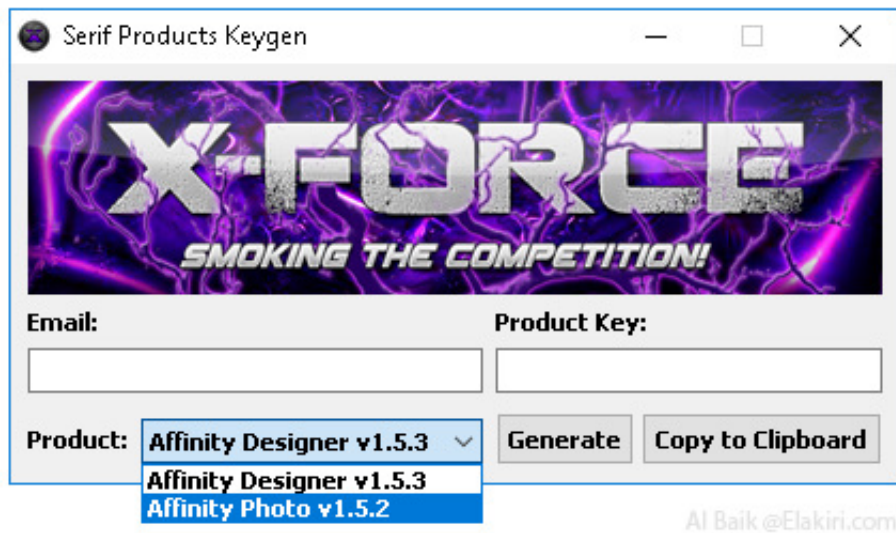 Serif Products Keygen
X-FORCE
SMOKING THE COMPETITION!
Email: Product Key:
Product: Affinity Designer v1.5.3 Generate Copy to Clipboard
Affinity Designer v1.5.3
Affinity Photo v1.5.2
Al Baik @Elakiri.com